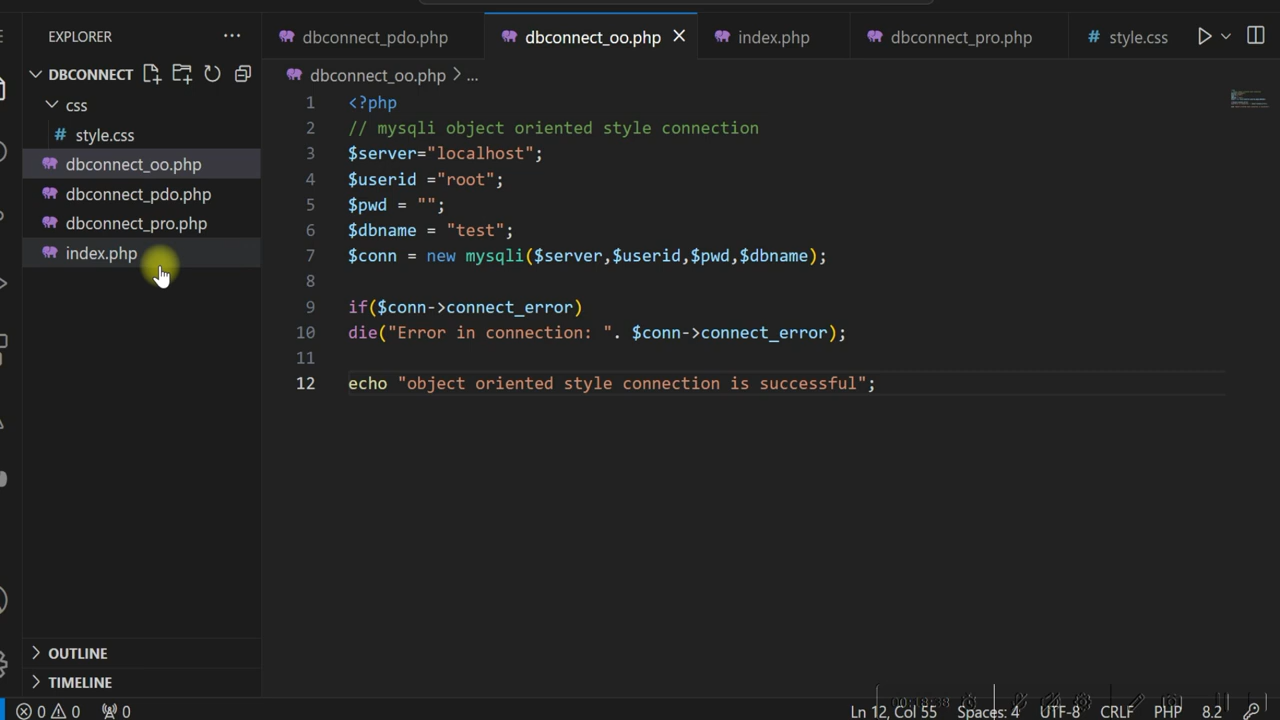 EXPLORER
...
dbconnect_pdo.php
dbconnect_oo.php
index.php
dbconnect_pro.php
# style.css
DBCONNECT
css
# style.css
dbconnect_oo.php
dbconnect_pdo.php
dbconnect_pro.php
index.php
OUTLINE
TIMELINE
dbconnect_oo.php > ...
1 <?php
2 // mysqli object oriented style connection
3 $server="localhost";
4 $userid ="root";
5 $pwd = "";
6 $dbname = "test";
7 $conn = new mysqli($server,$userid,$pwd,$dbname);
8
9 if($conn->connect_error)
10 die("Error in connection: ". $conn->connect_error);
11
12 echo "object oriented style connection is successful";
0 0 0
Ln 12, Col 55 Spaces: 4 UTF-8 CRLF PHP 8.2